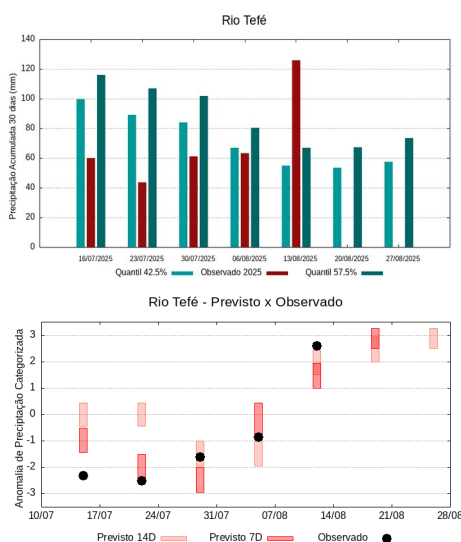 Rio Tefé
Precipitação Acumulada 30 dias (mm)
140
120
100
80
60
40
20
0
16/07/2025 23/07/2025 30/07/2025 06/08/2025 13/08/2025 20/08/2025 27/08/2025
Quantil 42.5% Observado 2025 Quantil 57.5%
Rio Tefé - Previsto x Observado
Anomalia de Preciptação Categorizada
3
2
1
0
-1
-2
-3
10/07 17/07 24/07 31/07 07/08 14/08 21/08 28/08
Previsto 14D Previsto 7D Observado